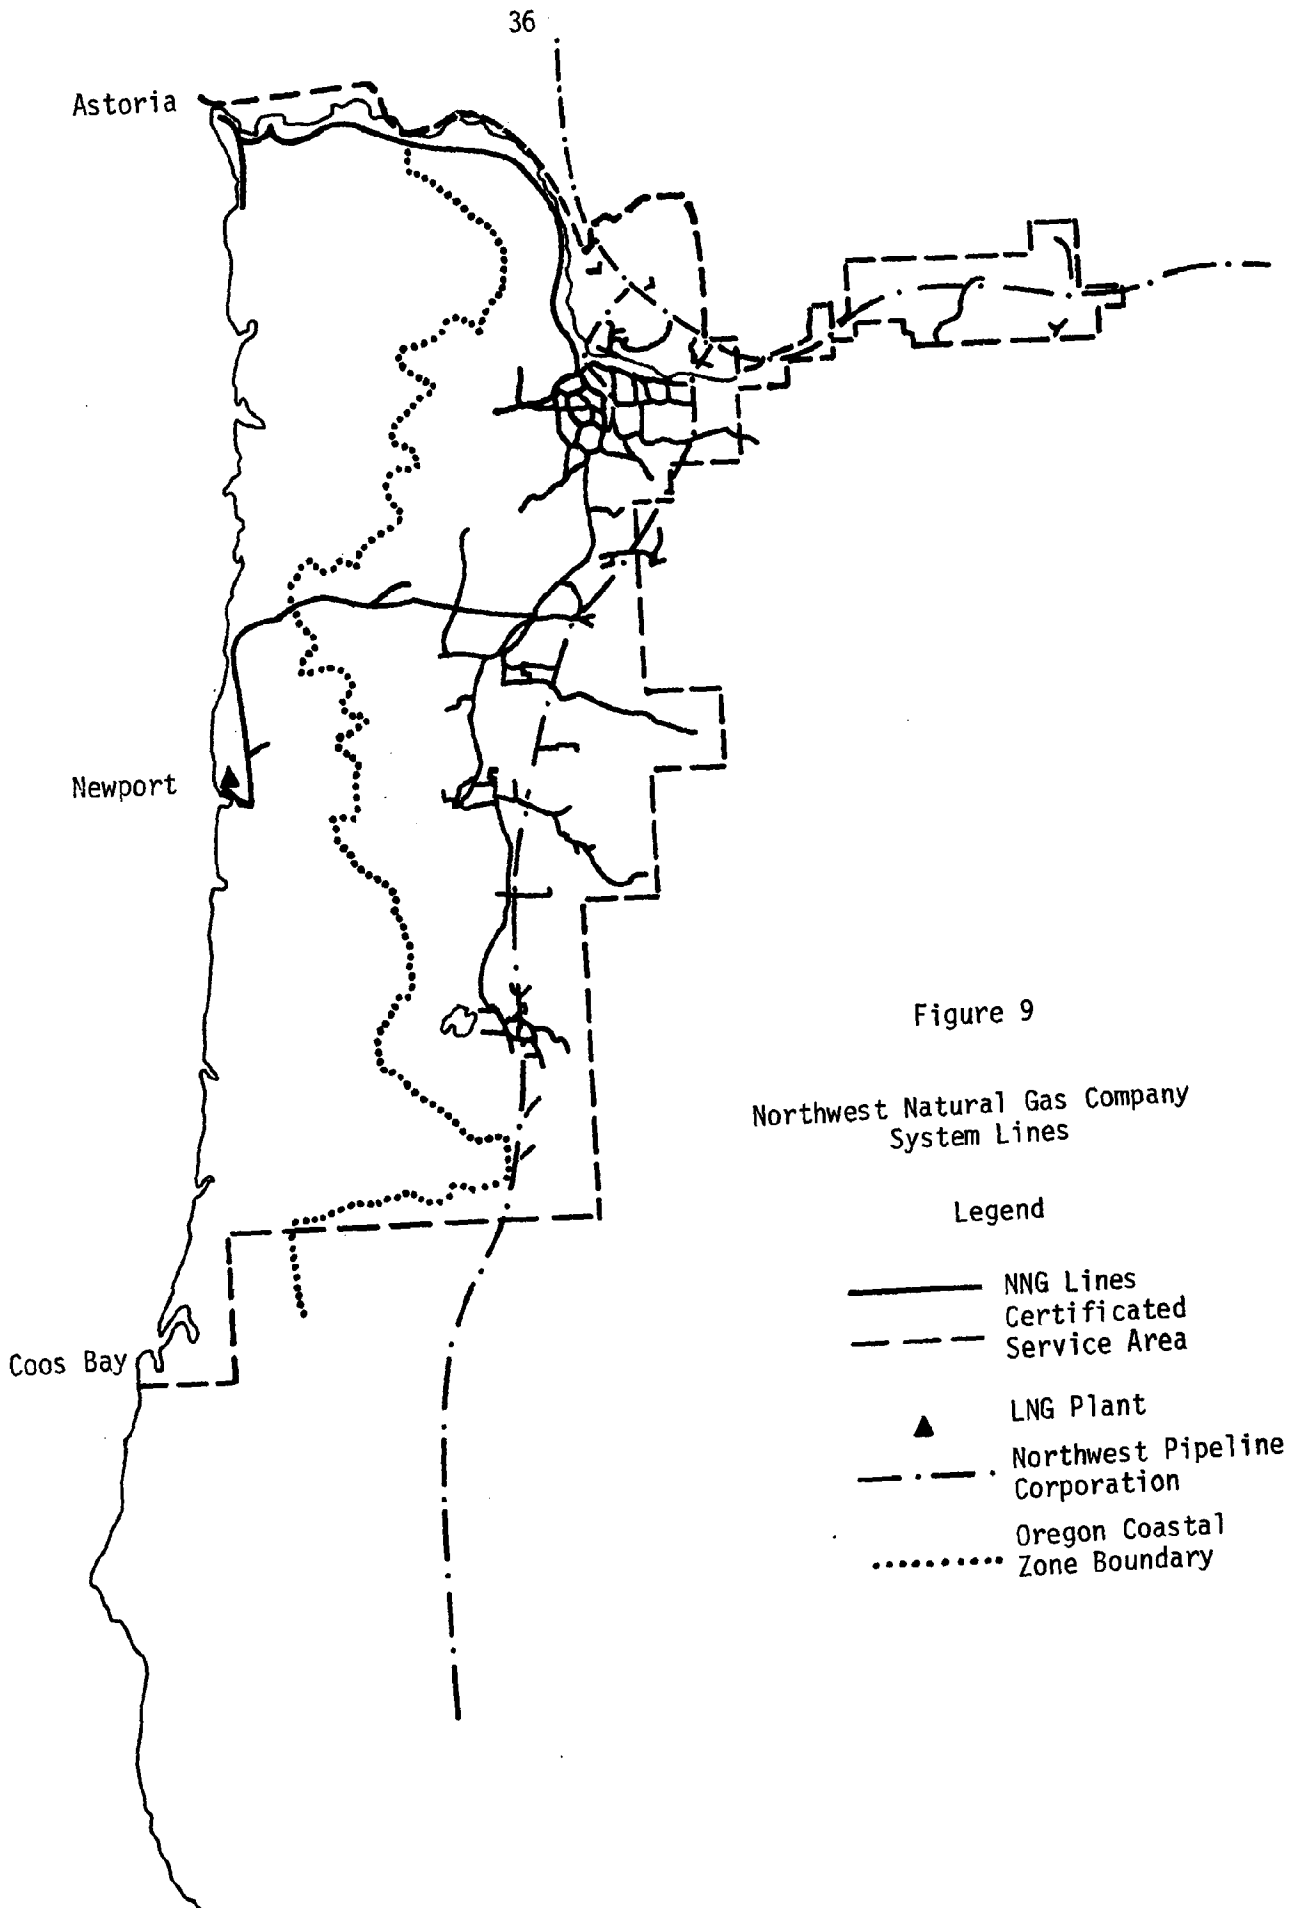 36
Astoria
Newport
Coos Bay
Figure 9
Northwest Natural Gas Company
System Lines
Legend
NNG Lines
Certificated
Service Area
LNG Plant
Northwest Pipeline
Corporation
Oregon Coastal
Zone Boundary